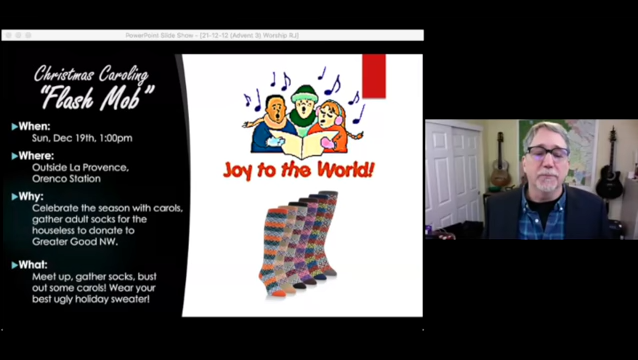 PowerPoint Slide Show - [21-12-12 (Advent 3) Worship RJ]
Christmas Caroling
"Flash Mob"
When:
Sun, Dec 19th, 1:00pm
Where:
Outside La Provence,
Orenco Station
Why:
Celebrate the season with carols,
gather adult socks for the
houseless to donate to
Greater Good NW.
What:
Meet up, gather socks, bust
out some carols! Wear your
best ugly holiday sweater!
Joy to the World!